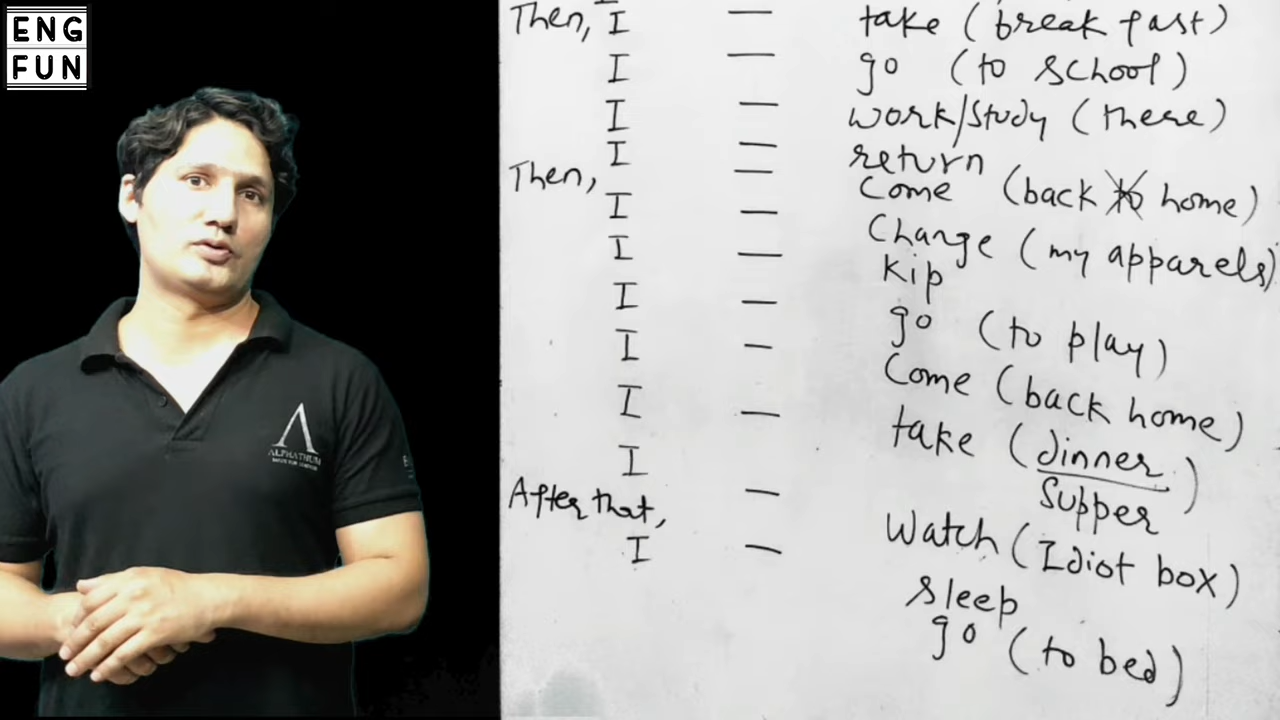 ENG
FUN
ALPHATHUM
Then, I — take (break fast)
I — go (to school)
I — work/study (there)
I — return
Then, — Come (back to home)
I — Change (my apparels)
I — Kip
I — go (to play)
I — Come (back home)
I — take (dinner
Supper)
I
After that, — Watch (Idiot box)
I — sleep
go (to bed)